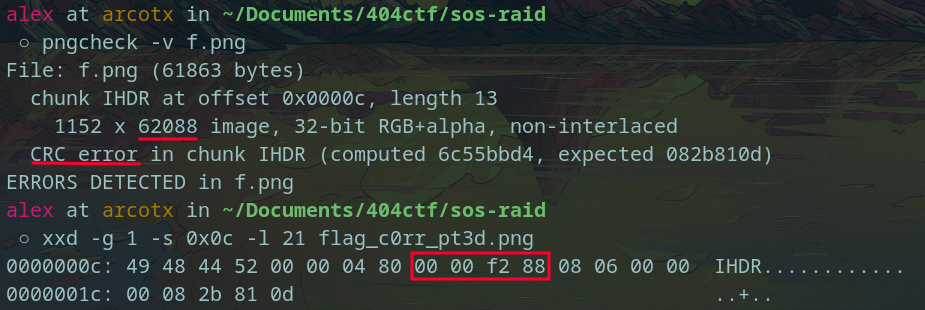 alex at arcotx in ~/Documents/404ctf/sos-raid
○ pngcheck -v f.png
File: f.png (61863 bytes)
  chunk IHDR at offset 0x0000c, length 13
    1152 x 62088 image, 32-bit RGB+alpha, non-interlaced
  CRC error in chunk IHDR (computed 6c55bbd4, expected 082b810d)
ERRORS DETECTED in f.png
alex at arcotx in ~/Documents/404ctf/sos-raid
○ xxd -g 1 -s 0x0c -l 21 flag_c0rr_pt3d.png
0000000c: 49 48 44 52 00 00 04 80 00 00 f2 88 08 06 00 00  IHDR............
0000001c: 00 08 2b 81 0d                                   ..+..